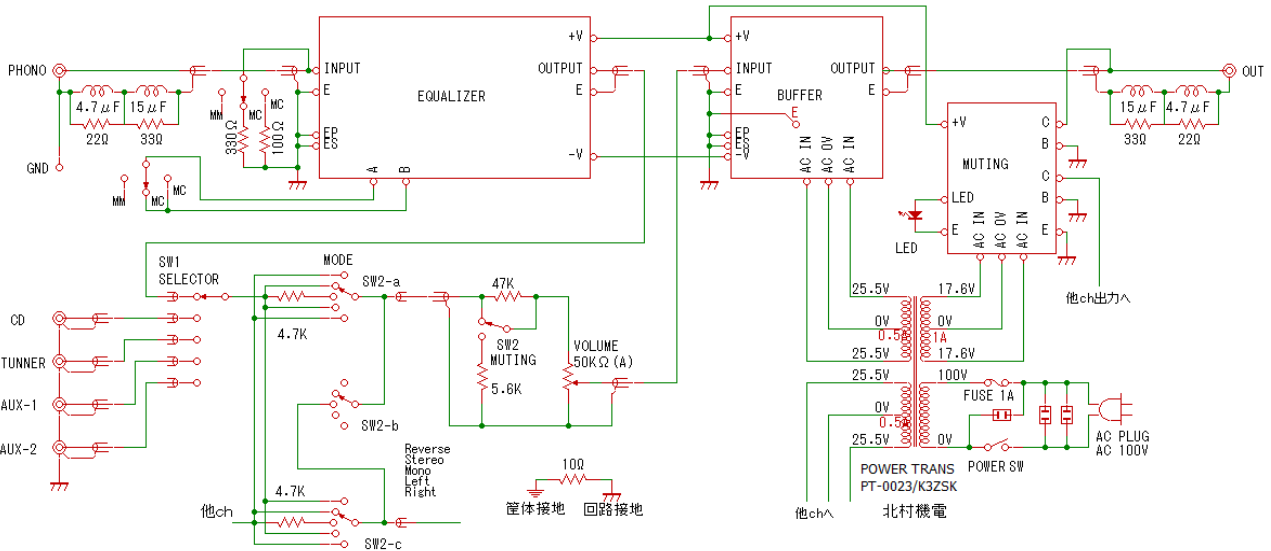 PHONO
4.7μF
15μF
22Ω
33Ω
GND
MM
MC
MC
330Ω
100Ω
MM
MC
MC
INPUT
E
EP
ES
EQUALIZER
+V
OUTPUT
E
-V
A
B
+V
INPUT
E
BUFFER
E
EP
ES
-V
OUTPUT
E
AC IN
AC 0V
AC IN
OUT
15μF
4.7μF
33Ω
22Ω
+V
C
B
MUTING
C
B
LED
E
E
AC IN
AC 0V
AC IN
LED
他ch出力へ
SW1
SELECTOR
CD
TUNNER
AUX-1
AUX-2
MODE
SW2-a
4.7K
SW2-b
Reverse
Stereo
Mono
Left
Right
4.7K
他ch
SW2-c
47K
SW2
MUTING
5.6K
VOLUME
50KΩ(A)
10Ω
筐体接地
回路接地
25.5V
17.6V
0V
0V
0.5A
1A
25.5V
17.6V
25.5V
100V
0V
0.5A
25.5V
0V
FUSE 1A
POWER SW
AC PLUG
AC 100V
POWER TRANS
PT-0023/K3ZSK
北村機電
他chへ